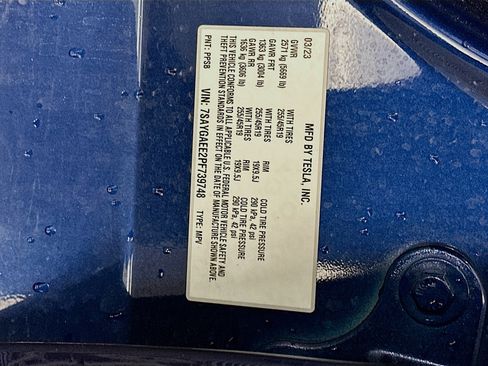 MFD BY TESLA, INC.
03/23
GVWR
2571 kg (5669 lb)
GAWR FRT WITH TIRES RIM COLD TIRE PRESSURE
1365 kg (3004 lb) 255/45R19 19X9.5J 290 kPa, 42 psi
GAWR RR WITH TIRES RIM COLD TIRE PRESSURE
1636 kg (3606 lb) 255/45R19 19X9.5J 290 kPa, 42 psi
THIS VEHICLE CONFORMS TO ALL APPLICABLE U.S. FEDERAL MOTOR VEHICLE SAFETY AND
THEFT PREVENTION STANDARDS IN EFFECT ON THE DATE OF MANUFACTURE SHOWN ABOVE.
PNT: PPSB VIN: 7SAYGAEE2PF739748 TYPE: MPV